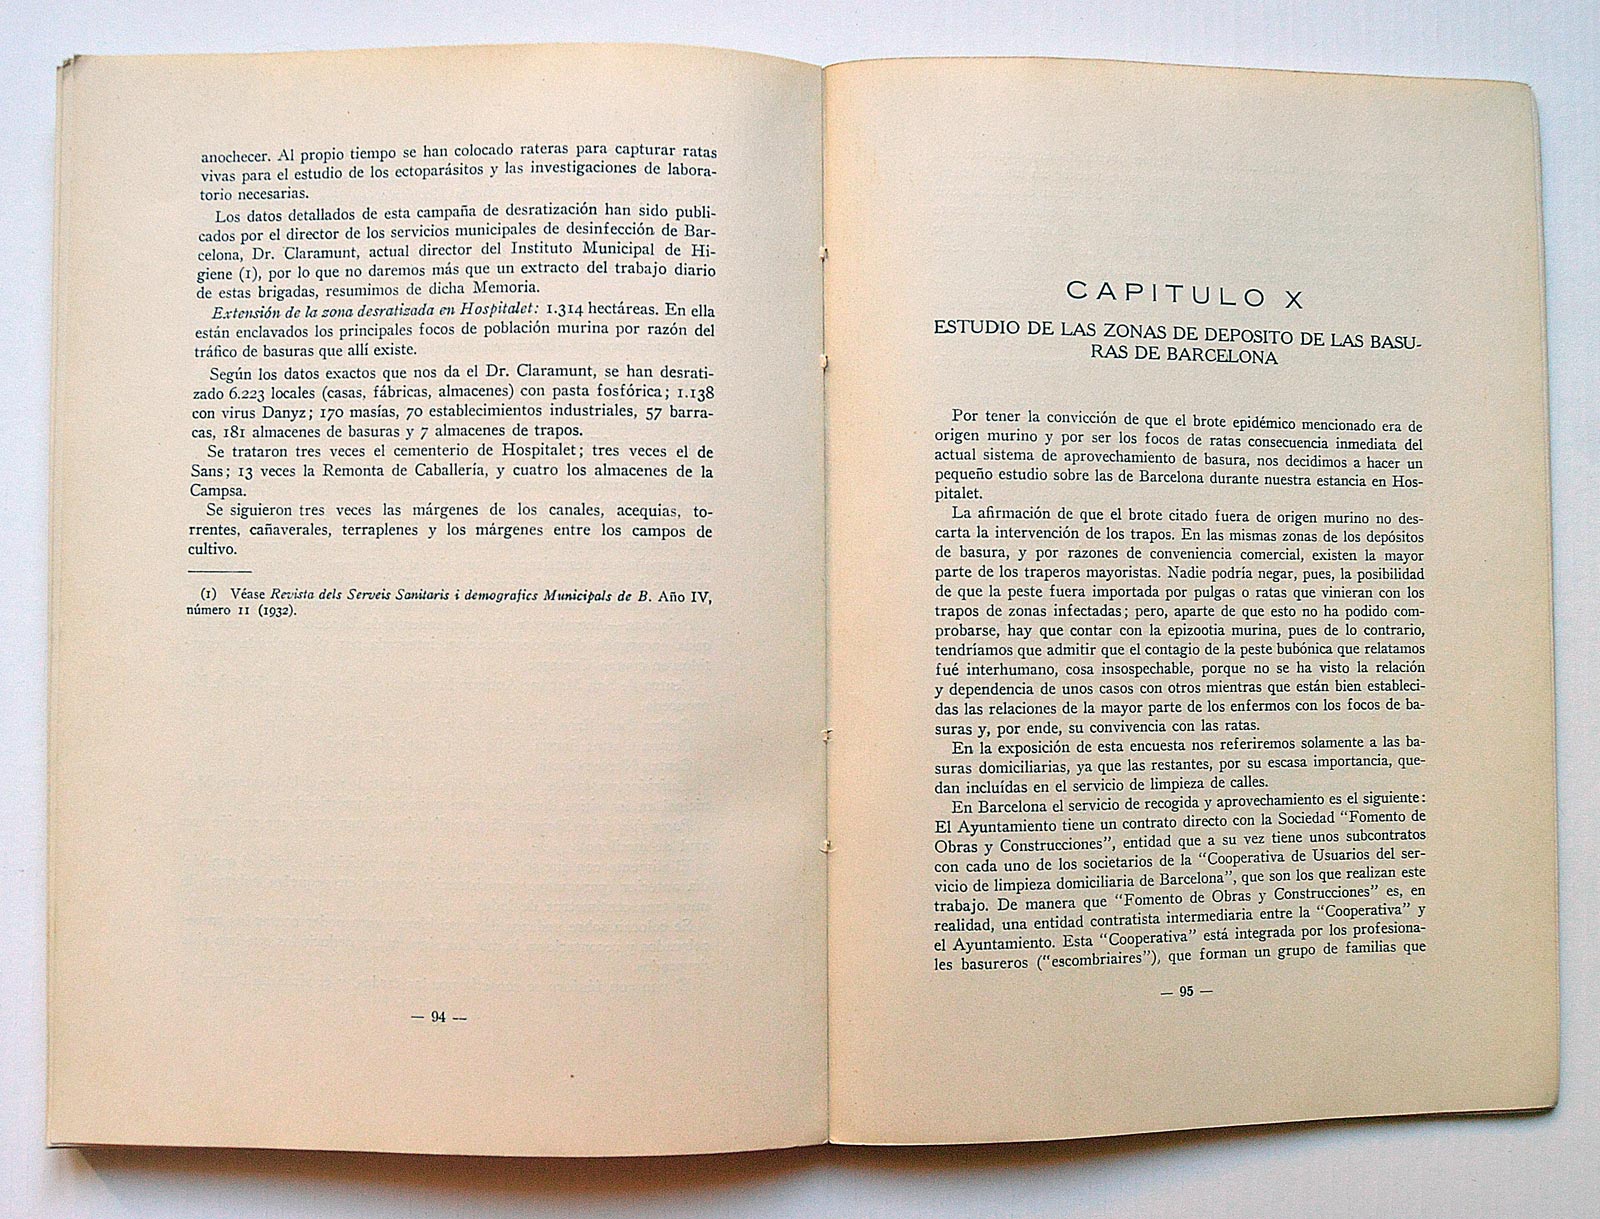 anochecer. Al propio tiempo se han colocado rateras para capturar ratas
vivas para el estudio de los ectoparásitos y las investigaciones de labora-
torio necesarias.
Los datos detallados de esta campaña de desratización han sido publi-
cados por el director de los servicios municipales de desinfección de Bar-
celona, Dr. Claramunt, actual director del Instituto Municipal de Hi-
giene (1), por lo que no daremos más que un extracto del trabajo diario
de estas brigadas, resumimos de dicha Memoria.
Extensión de la zona desratizada en Hospitalet: 1.314 hectáreas. En ella
están enclavados los principales focos de población murina por razón del
tráfico de basuras que allí existe.
Según los datos exactos que nos da el Dr. Claramunt, se han desrati-
zado 6.223 locales (casas, fábricas, almacenes) con pasta fosfórica; 1.138
con virus Danyz; 170 masías, 70 establecimientos industriales, 57 barra-
cas, 181 almacenes de basuras y 7 almacenes de trapos.
Se trataron tres veces el cementerio de Hospitalet; tres veces el de
Sans; 13 veces la Remonta de Caballería, y cuatro los almacenes de la
Campsa.
Se siguieron tres veces las márgenes de los canales, acequias, to-
rrentes, cañaverales, terraplenes y los márgenes entre los campos de
cultivo.
(1) Véase Revista dels Serveis Sanitaris i demografics Municipals de B. Año IV,
número 11 (1932).
— 94 —
CAPITULO X
ESTUDIO DE LAS ZONAS DE DEPOSITO DE LAS BASU-
RAS DE BARCELONA
Por tener la convicción de que el brote epidémico mencionado era de
origen murino y por ser los focos de ratas consecuencia inmediata del
actual sistema de aprovechamiento de basura, nos decidimos a hacer un
pequeño estudio sobre las de Barcelona durante nuestra estancia en Hos-
pitalet.
La afirmación de que el brote citado fuera de origen murino no des-
carta la intervención de los trapos. En las mismas zonas de los depósitos
de basura, y por razones de conveniencia comercial, existen la mayor
parte de los traperos mayoristas. Nadie podría negar, pues, la posibilidad
de que la peste fuera importada por pulgas o ratas que vinieran con los
trapos de zonas infectadas; pero, aparte de que esto no ha podido com-
probarse, hay que contar con la epizootia murina, pues de lo contrario,
tendríamos que admitir que el contagio de la peste bubónica que relatamos
fué interhumano, cosa insospechable, porque no se ha visto la relación
y dependencia de unos casos con otros mientras que están bien estableci-
das las relaciones de la mayor parte de los enfermos con los focos de ba-
suras y, por ende, su convivencia con las ratas.
En la exposición de esta encuesta nos referiremos solamente a las ba-
suras domiciliarias, ya que las restantes, por su escasa importancia, que-
dan incluídas en el servicio de limpieza de calles.
En Barcelona el servicio de recogida y aprovechamiento es el siguiente:
El Ayuntamiento tiene un contrato directo con la Sociedad “Fomento de
Obras y Construcciones”, entidad que a su vez tiene unos subcontratos
con cada uno de los societarios de la “Cooperativa de Usuarios del ser-
vicio de limpieza domiciliaria de Barcelona”, que son los que realizan este
trabajo. De manera que “Fomento de Obras y Construcciones” es, en
realidad, una entidad contratista intermediaria entre la “Cooperativa” y
el Ayuntamiento. Esta “Cooperativa” está integrada por los profesiona-
les basureros (“escombriaires”), que forman un grupo de familias que
— 95 —